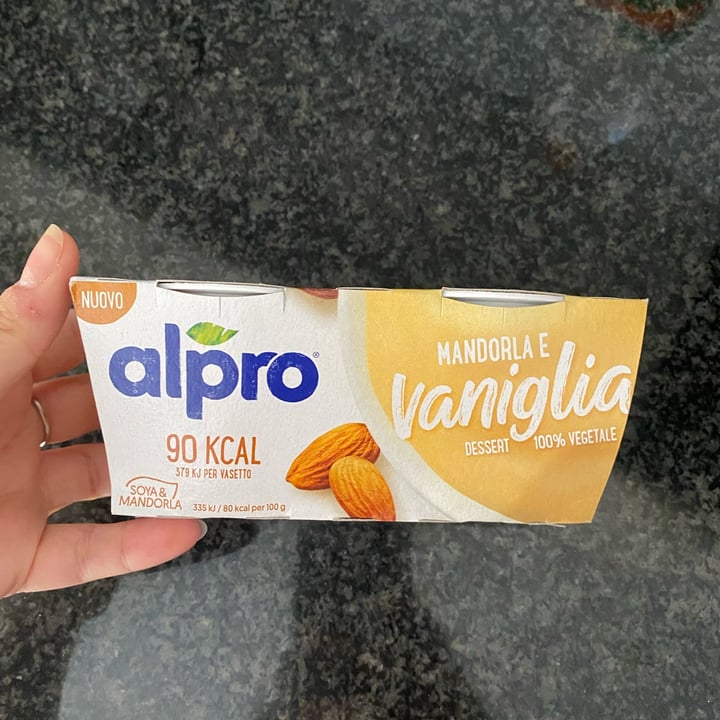 NUOVO
alpro®
90 KCAL
379 KJ PER VASETTO
SOYA &
MANDORLA
335 kJ / 80 kcal per 100 g
MANDORLA E
vaniglia
DESSERT 100% VEGETALE